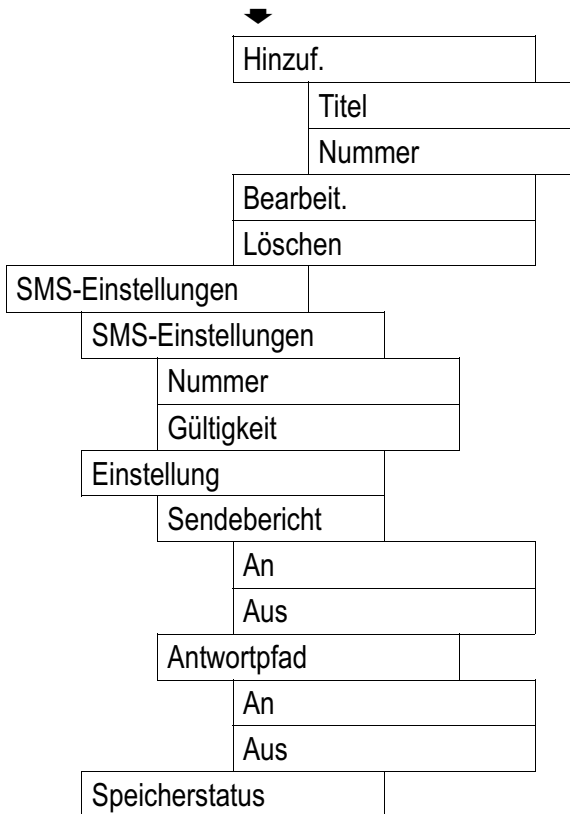 Hinzuf.
Titel
Nummer
Bearbeit.
Löschen
SMS-Einstellungen
SMS-Einstellungen
Nummer
Gültigkeit
Einstellung
Sendebericht
An
Aus
Antwortpfad
An
Aus
Speicherstatus